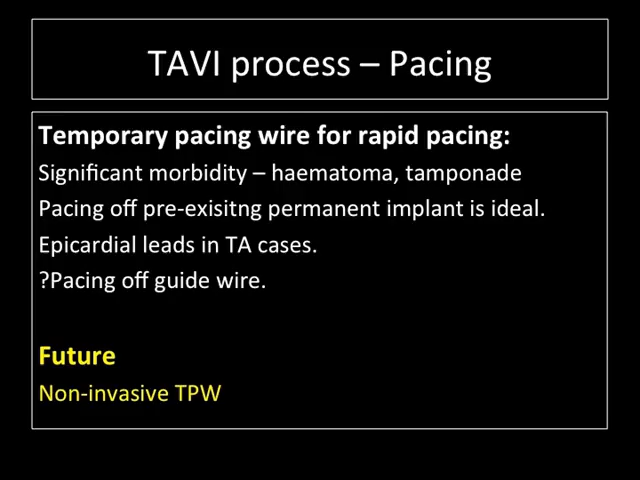 TAVI process – Pacing
Temporary pacing wire for rapid pacing:
Significant morbidity – haematoma, tamponade
Pacing off pre-exisitng permanent implant is ideal.
Epicardial leads in TA cases.
?Pacing off guide wire.
Future
Non-invasive TPW